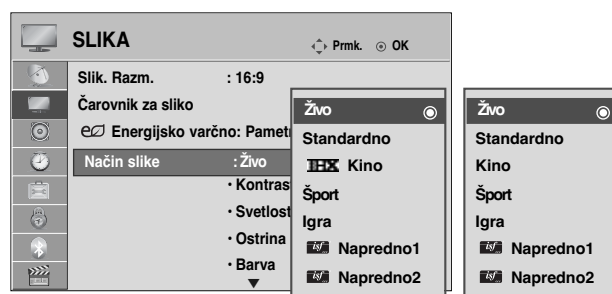 SLIKA
Prmk. OK
Slik. Razm. : 16:9
Čarovnik za sliko
Energijsko varčno: Pamet
Način slike : Živo
• Kontras
• Svetlost
• Ostrina
• Barva
Živo
Standardno
THX Kino
Šport
Igra
isf Napredno1
isf Napredno2
Živo
Standardno
Kino
Šport
Igra
isf Napredno1
isf Napredno2